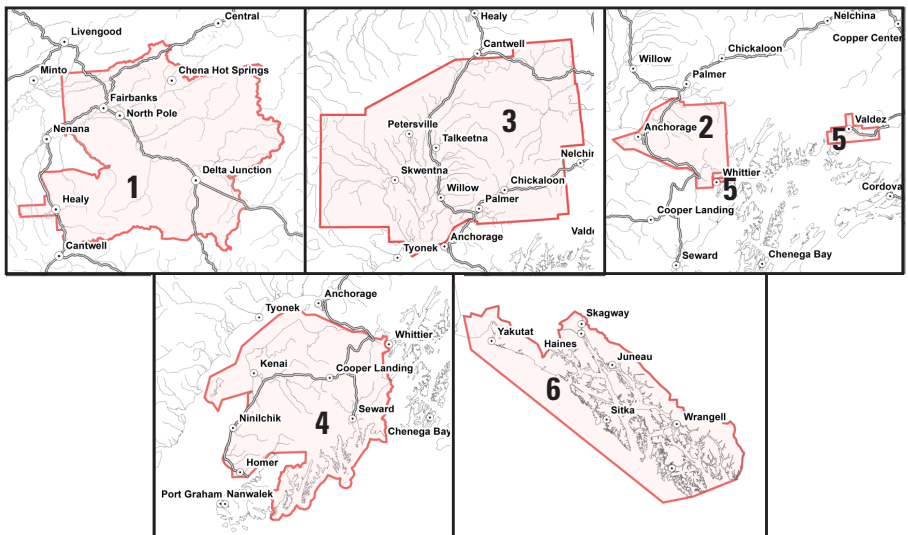 Central
Livengood
Minto
Chena Hot Springs
Fairbanks
North Pole
Nenana
Delta Junction
1
Healy
Cantwell
Healy
Cantwell
3
Petersville
Talkeetna
Nelchin
Skwentna
Chickaloon
Willow
Palmer
Valde
Anchorage
Tyonek
Nelchina
Copper Center
Chickaloon
Willow
Palmer
Valdez
2
Anchorage
5
Whittier
5
Cordova
Cooper Landing
Seward
Chenega Bay
Anchorage
Tyonek
Whittier
Kenai
Cooper Landing
Ninilchik
4
Seward
Chenega Bay
Homer
Port Graham
Nanwalek
Skagway
Yakutat
Haines
Juneau
6
Sitka
Wrangell